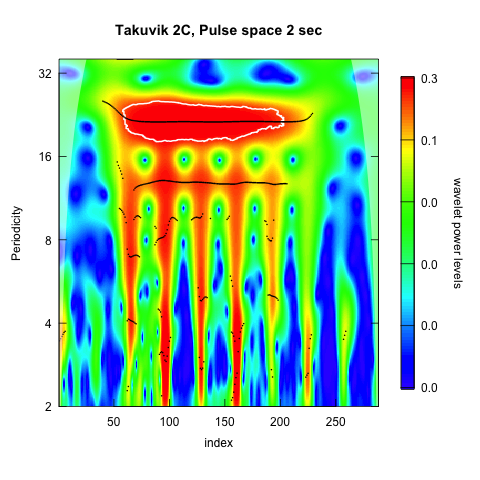 Takuvik 2C, Pulse space 2 sec
32
16
8
4
2
Periodicity
50 100 150 200 250
index
0.3
0.1
0.0
0.0
0.0
0.0
wavelet power levels